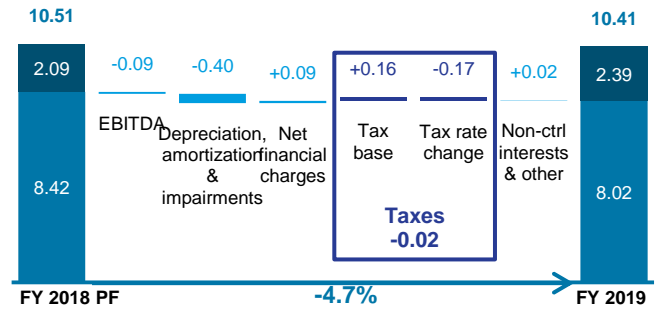 10.51
10.41
2.09
-0.09
-0.40
+0.09
+0.16
-0.17
+0.02
2.39
EBITDA
Depreciation,
amortization
&
impairments
Net
financial
charges
Tax
base
Tax rate
change
Non-ctrl
interests
& other
8.42
8.02
Taxes
-0.02
FY 2018 PF
-4.7%
FY 2019